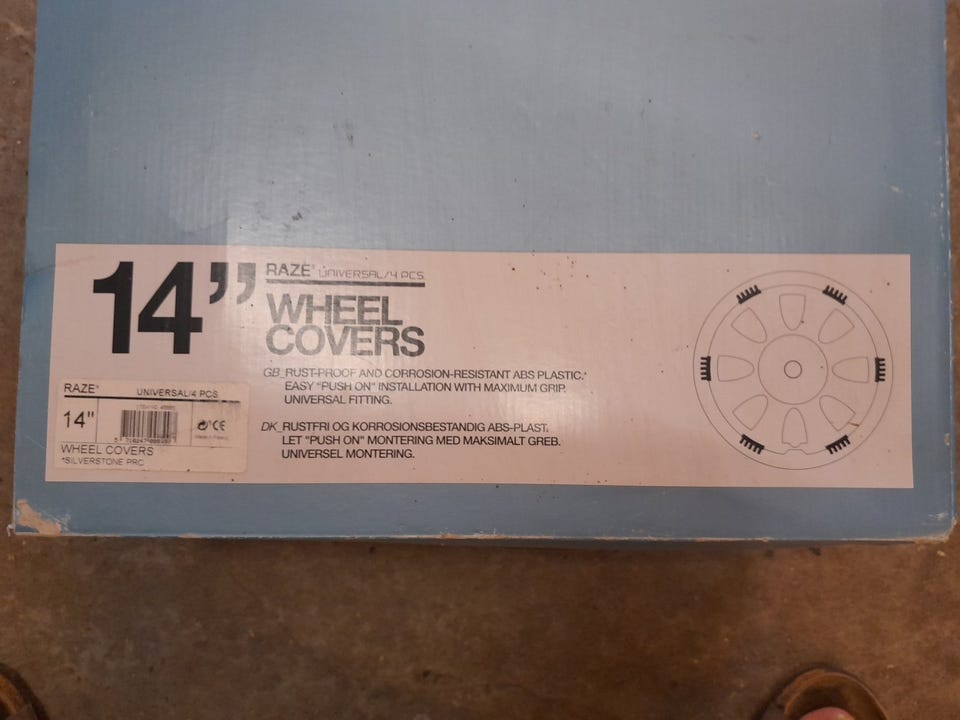 14”
RAZE® UNIVERSAL/4 PCS
WHEEL
COVERS
GB_RUST-PROOF AND CORROSION-RESISTANT ABS PLASTIC.*
EASY “PUSH ON” INSTALLATION WITH MAXIMUM GRIP.
UNIVERSAL FITTING.
DK_RUSTFRI OG KORROSIONSBESTANDIG ABS-PLAST.
LET “PUSH ON” MONTERING MED MAKSIMALT GREB.
UNIVERSEL MONTERING.
RAZE®
UNIVERSAL/4 PCS
14"
CE
WHEEL COVERS
*SILVERSTONE PRO